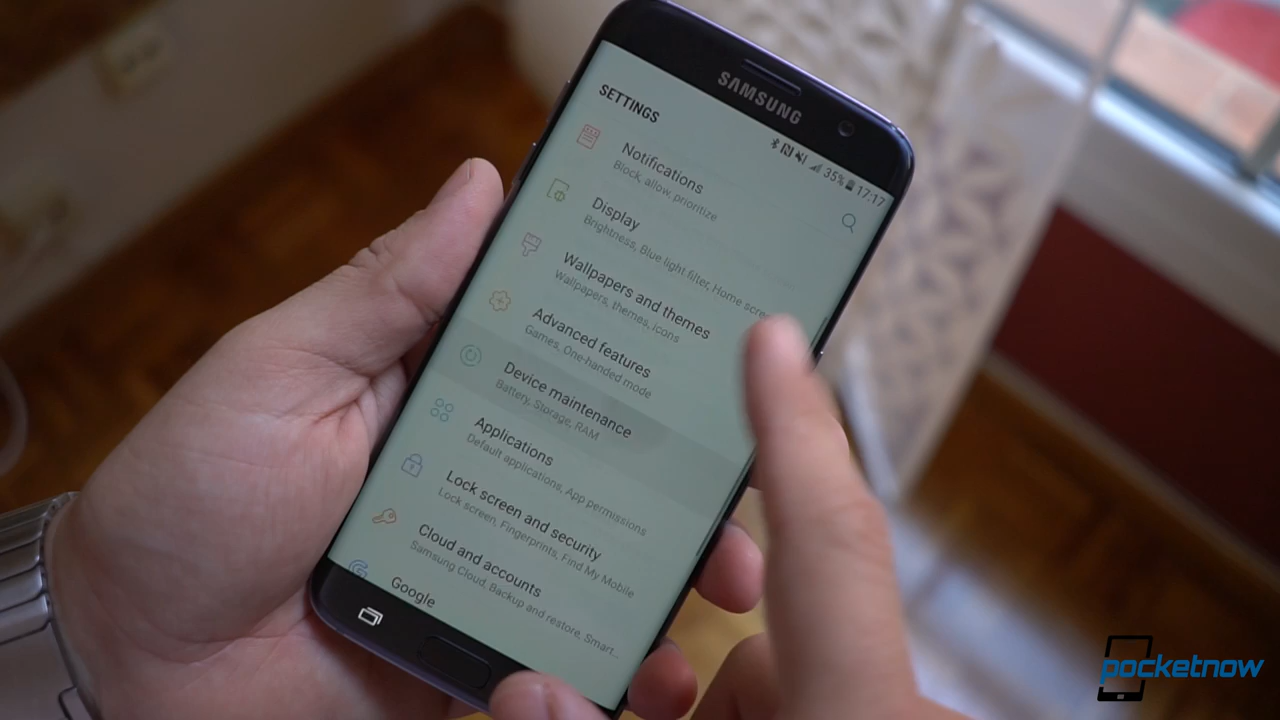 SAMSUNG
35% 17:17
SETTINGS
Notifications
Block, allow, prioritize
Display
Brightness, Blue light filter, Home scree
Wallpapers and themes
Wallpapers, themes, icons
Advanced features
Games, One-handed mode
Device maintenance
Battery, Storage, RAM
Applications
Default applications, App permissions
Lock screen and security
Lock screen, Fingerprints, Find My Mobile
Cloud and accounts
Samsung Cloud, Backup and restore, Smart...
Google
pocketnow